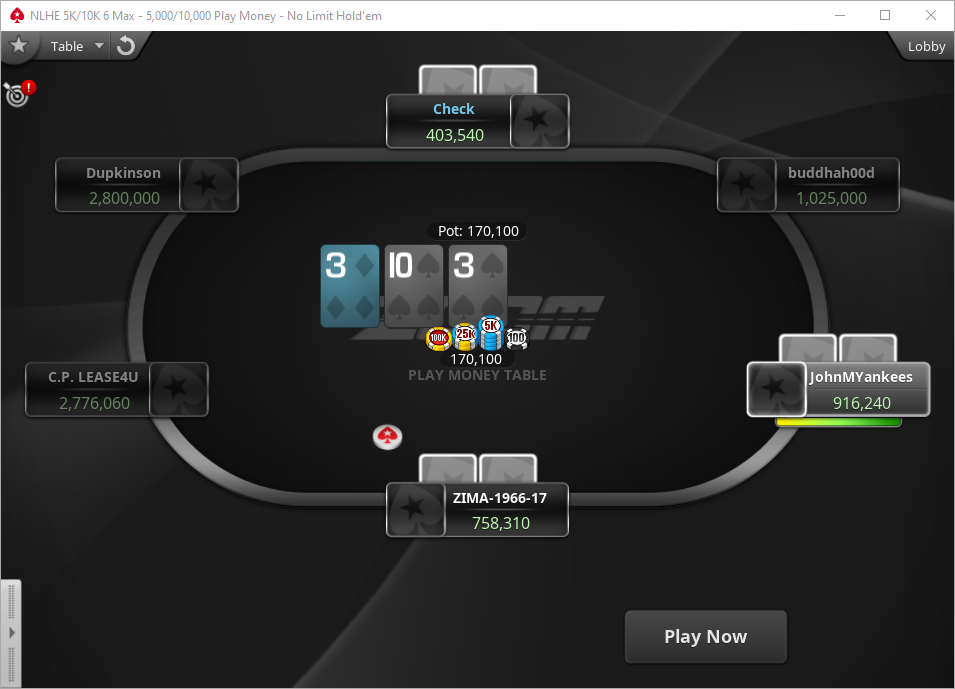 NLHE 5K/10K 6 Max - 5,000/10,000 Play Money - No Limit Hold'em
Table
Lobby
!
Check
403,540
Dupkinson
2,800,000
buddhah00d
1,025,000
Pot: 170,100
3 10 3
100K 25K 5K 100
170,100
PLAY MONEY TABLE
C.P. LEASE4U
2,776,060
JohnMYankees
916,240
ZIMA-1966-17
758,310
Play Now